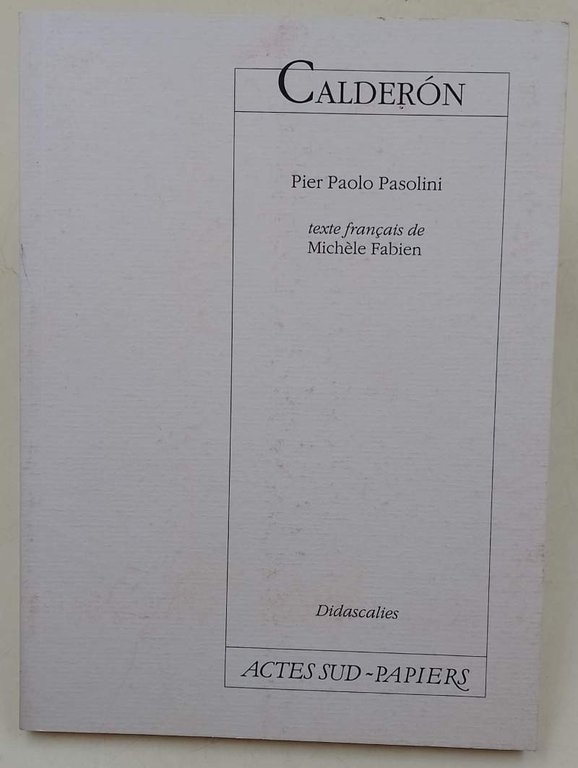 CALDERÓN
Pier Paolo Pasolini
texte français de
Michèle Fabien
Didascalies
ACTES SUD-PAPIERS